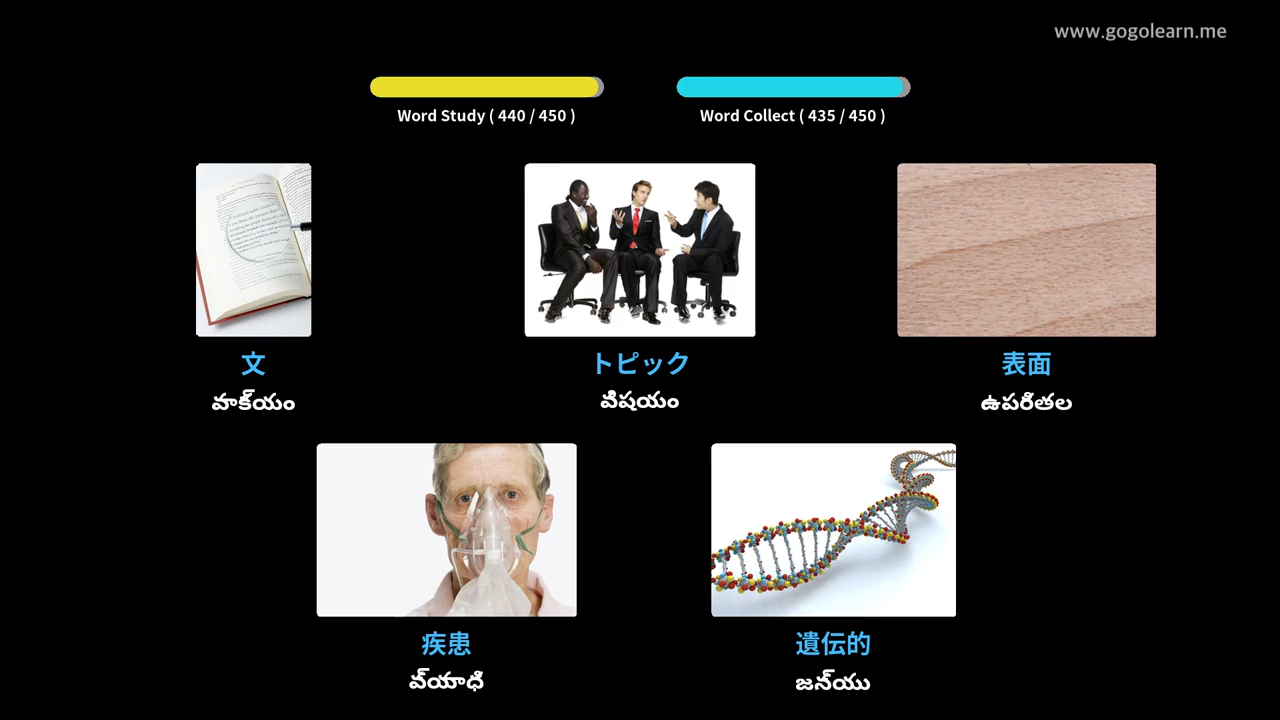 www.gogolearn.me
Word Study ( 440 / 450 )
Word Collect ( 435 / 450 )
文
వాక్యం
トピック
విషయం
表面
ఉపరితల
疾患
వ్యాధి
遺伝的
జన్యు